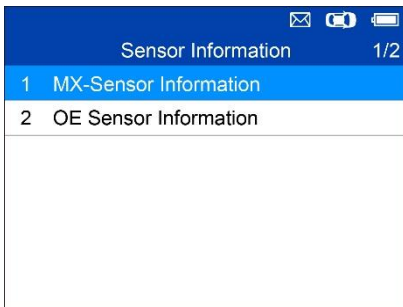 Sensor Information 1/2
1 MX-Sensor Information
2 OE Sensor Information